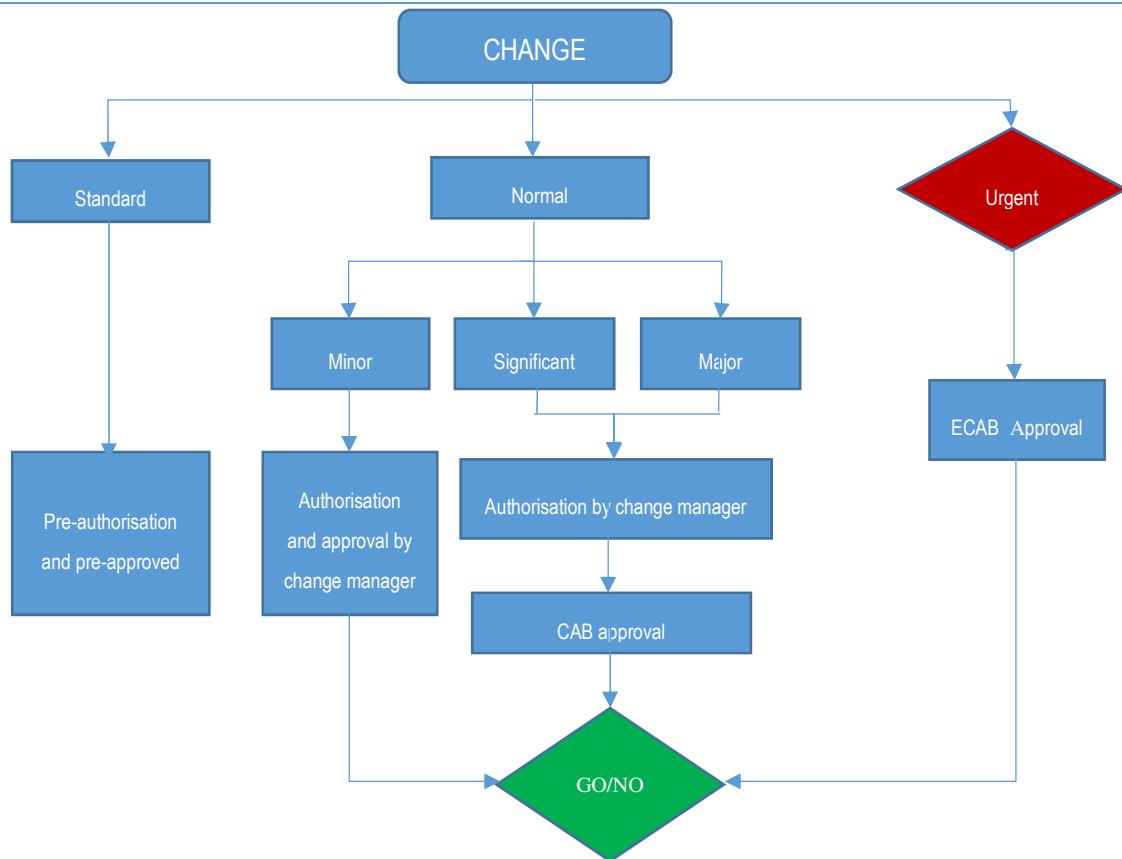 CHANGE
Standard
Normal
Urgent
Minor
Significant
Major
ECAB Approval
Pre-authorisation
and pre-approved
Authorisation
and approval by
change manager
Authorisation by change manager
CAB approval
GO/NO